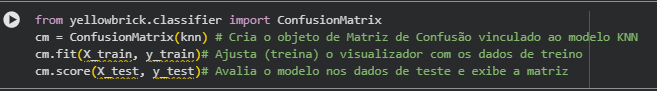 from yellowbrick.classifier import ConfusionMatrix
cm = ConfusionMatrix(knn) # Cria o objeto de Matriz de Confusão vinculado ao modelo KNN
cm.fit(X_train, y_train)# Ajusta (treina) o visualizador com os dados de treino
cm.score(X_test, y_test)# Avalia o modelo nos dados de teste e exibe a matriz